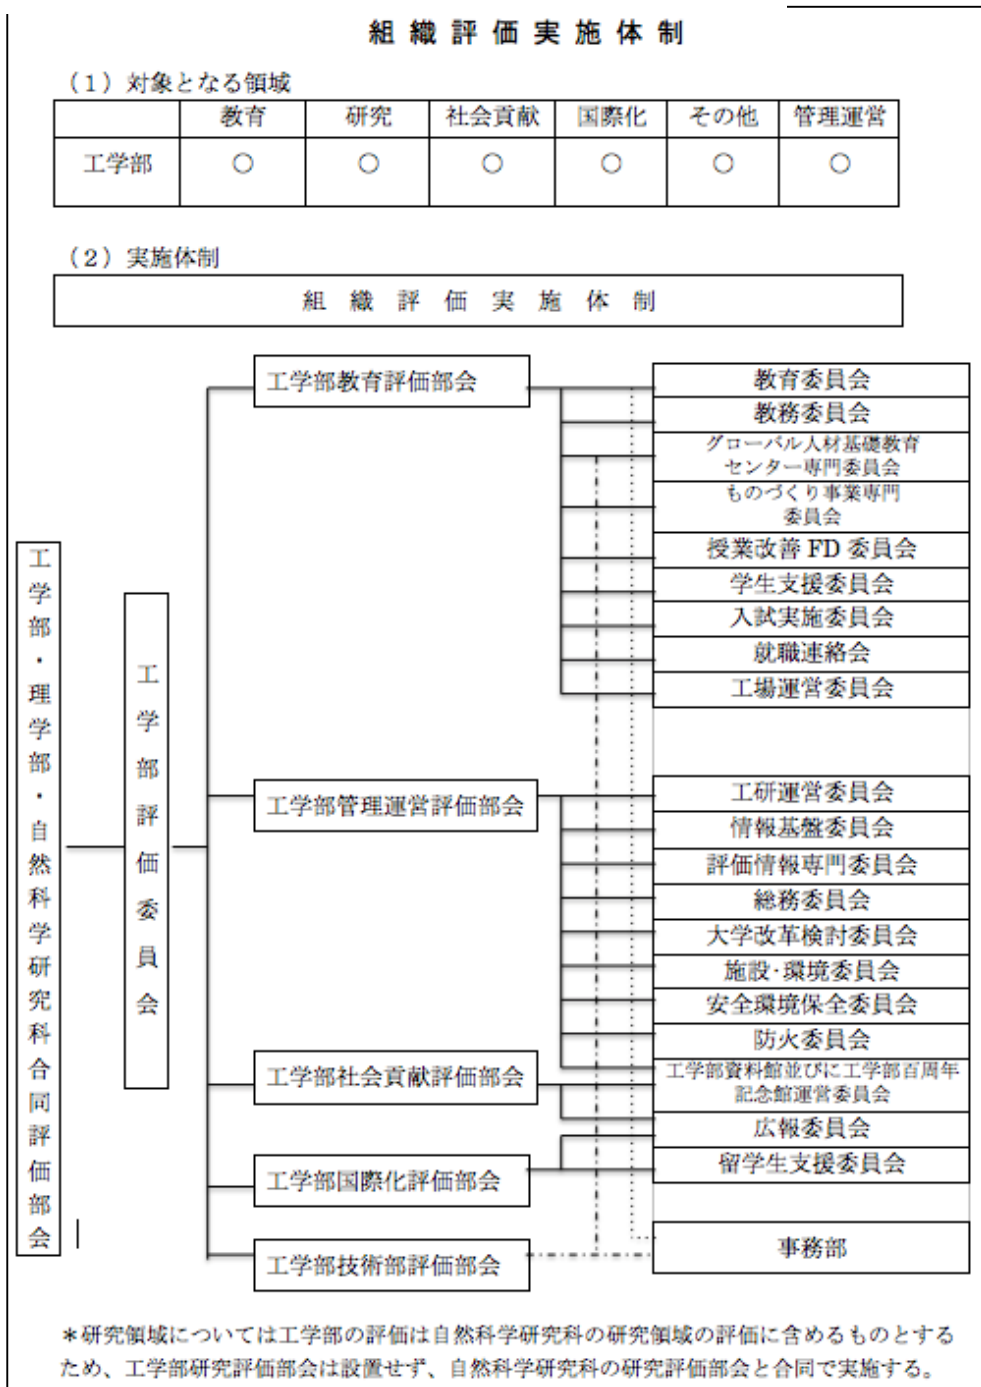 組織評価実施体制
（1）対象となる領域
教育 研究 社会貢献 国際化 その他 管理運営
工学部 ○ ○ ○ ○ ○ ○
（2）実施体制
組織評価実施体制
工学部・理学部・自然科学研究科合同評価部会
工学部評価委員会
工学部教育評価部会
教育委員会
教務委員会
グローバル人材基礎教育
センター専門委員会
ものづくり事業専門
委員会
授業改善 FD 委員会
学生支援委員会
入試実施委員会
就職連絡会
工場運営委員会
工学部管理運営評価部会
工研運営委員会
情報基盤委員会
評価情報専門委員会
総務委員会
大学改革検討委員会
施設・環境委員会
安全環境保全委員会
防火委員会
工学部資料館並びに工学部百周年
記念館運営委員会
工学部社会貢献評価部会
広報委員会
留学生支援委員会
工学部国際化評価部会
工学部技術部評価部会
事務部
＊研究領域については工学部の評価は自然科学研究科の研究領域の評価に含めるものとする
ため、工学部研究評価部会は設置せず、自然科学研究科の研究評価部会と合同で実施する。